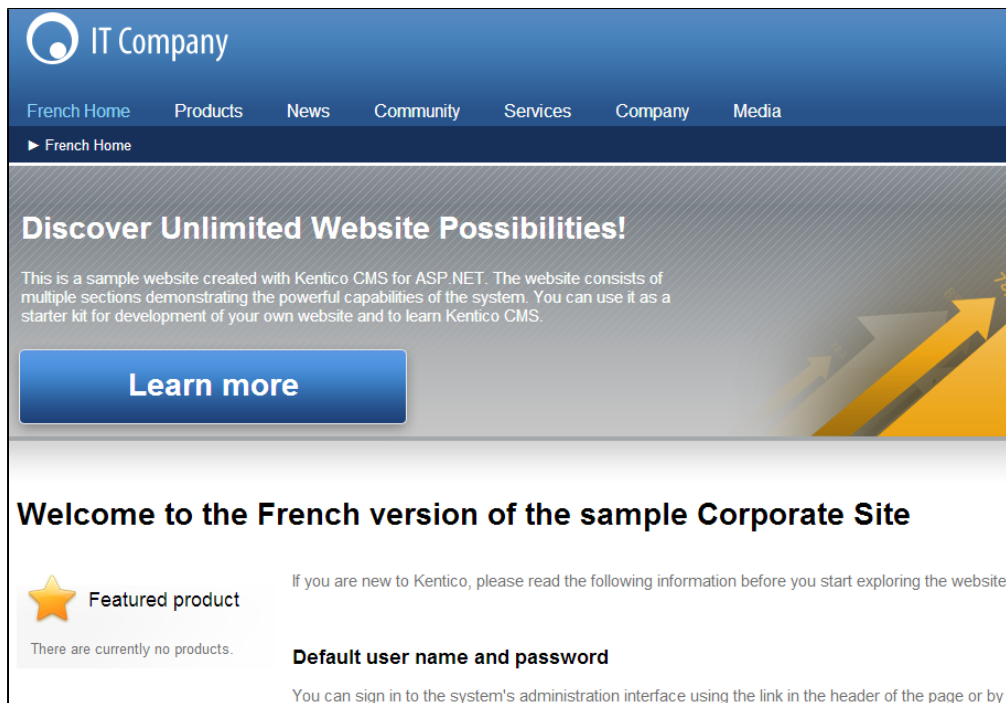 IT Company
French Home Products News Community Services Company Media
► French Home
Discover Unlimited Website Possibilities!
This is a sample website created with Kentico CMS for ASP.NET. The website consists of
multiple sections demonstrating the powerful capabilities of the system. You can use it as a
starter kit for development of your own website and to learn Kentico CMS.
Learn more
Welcome to the French version of the sample Corporate Site
Featured product
There are currently no products.
If you are new to Kentico, please read the following information before you start exploring the website
Default user name and password
You can sign in to the system's administration interface using the link in the header of the page or by